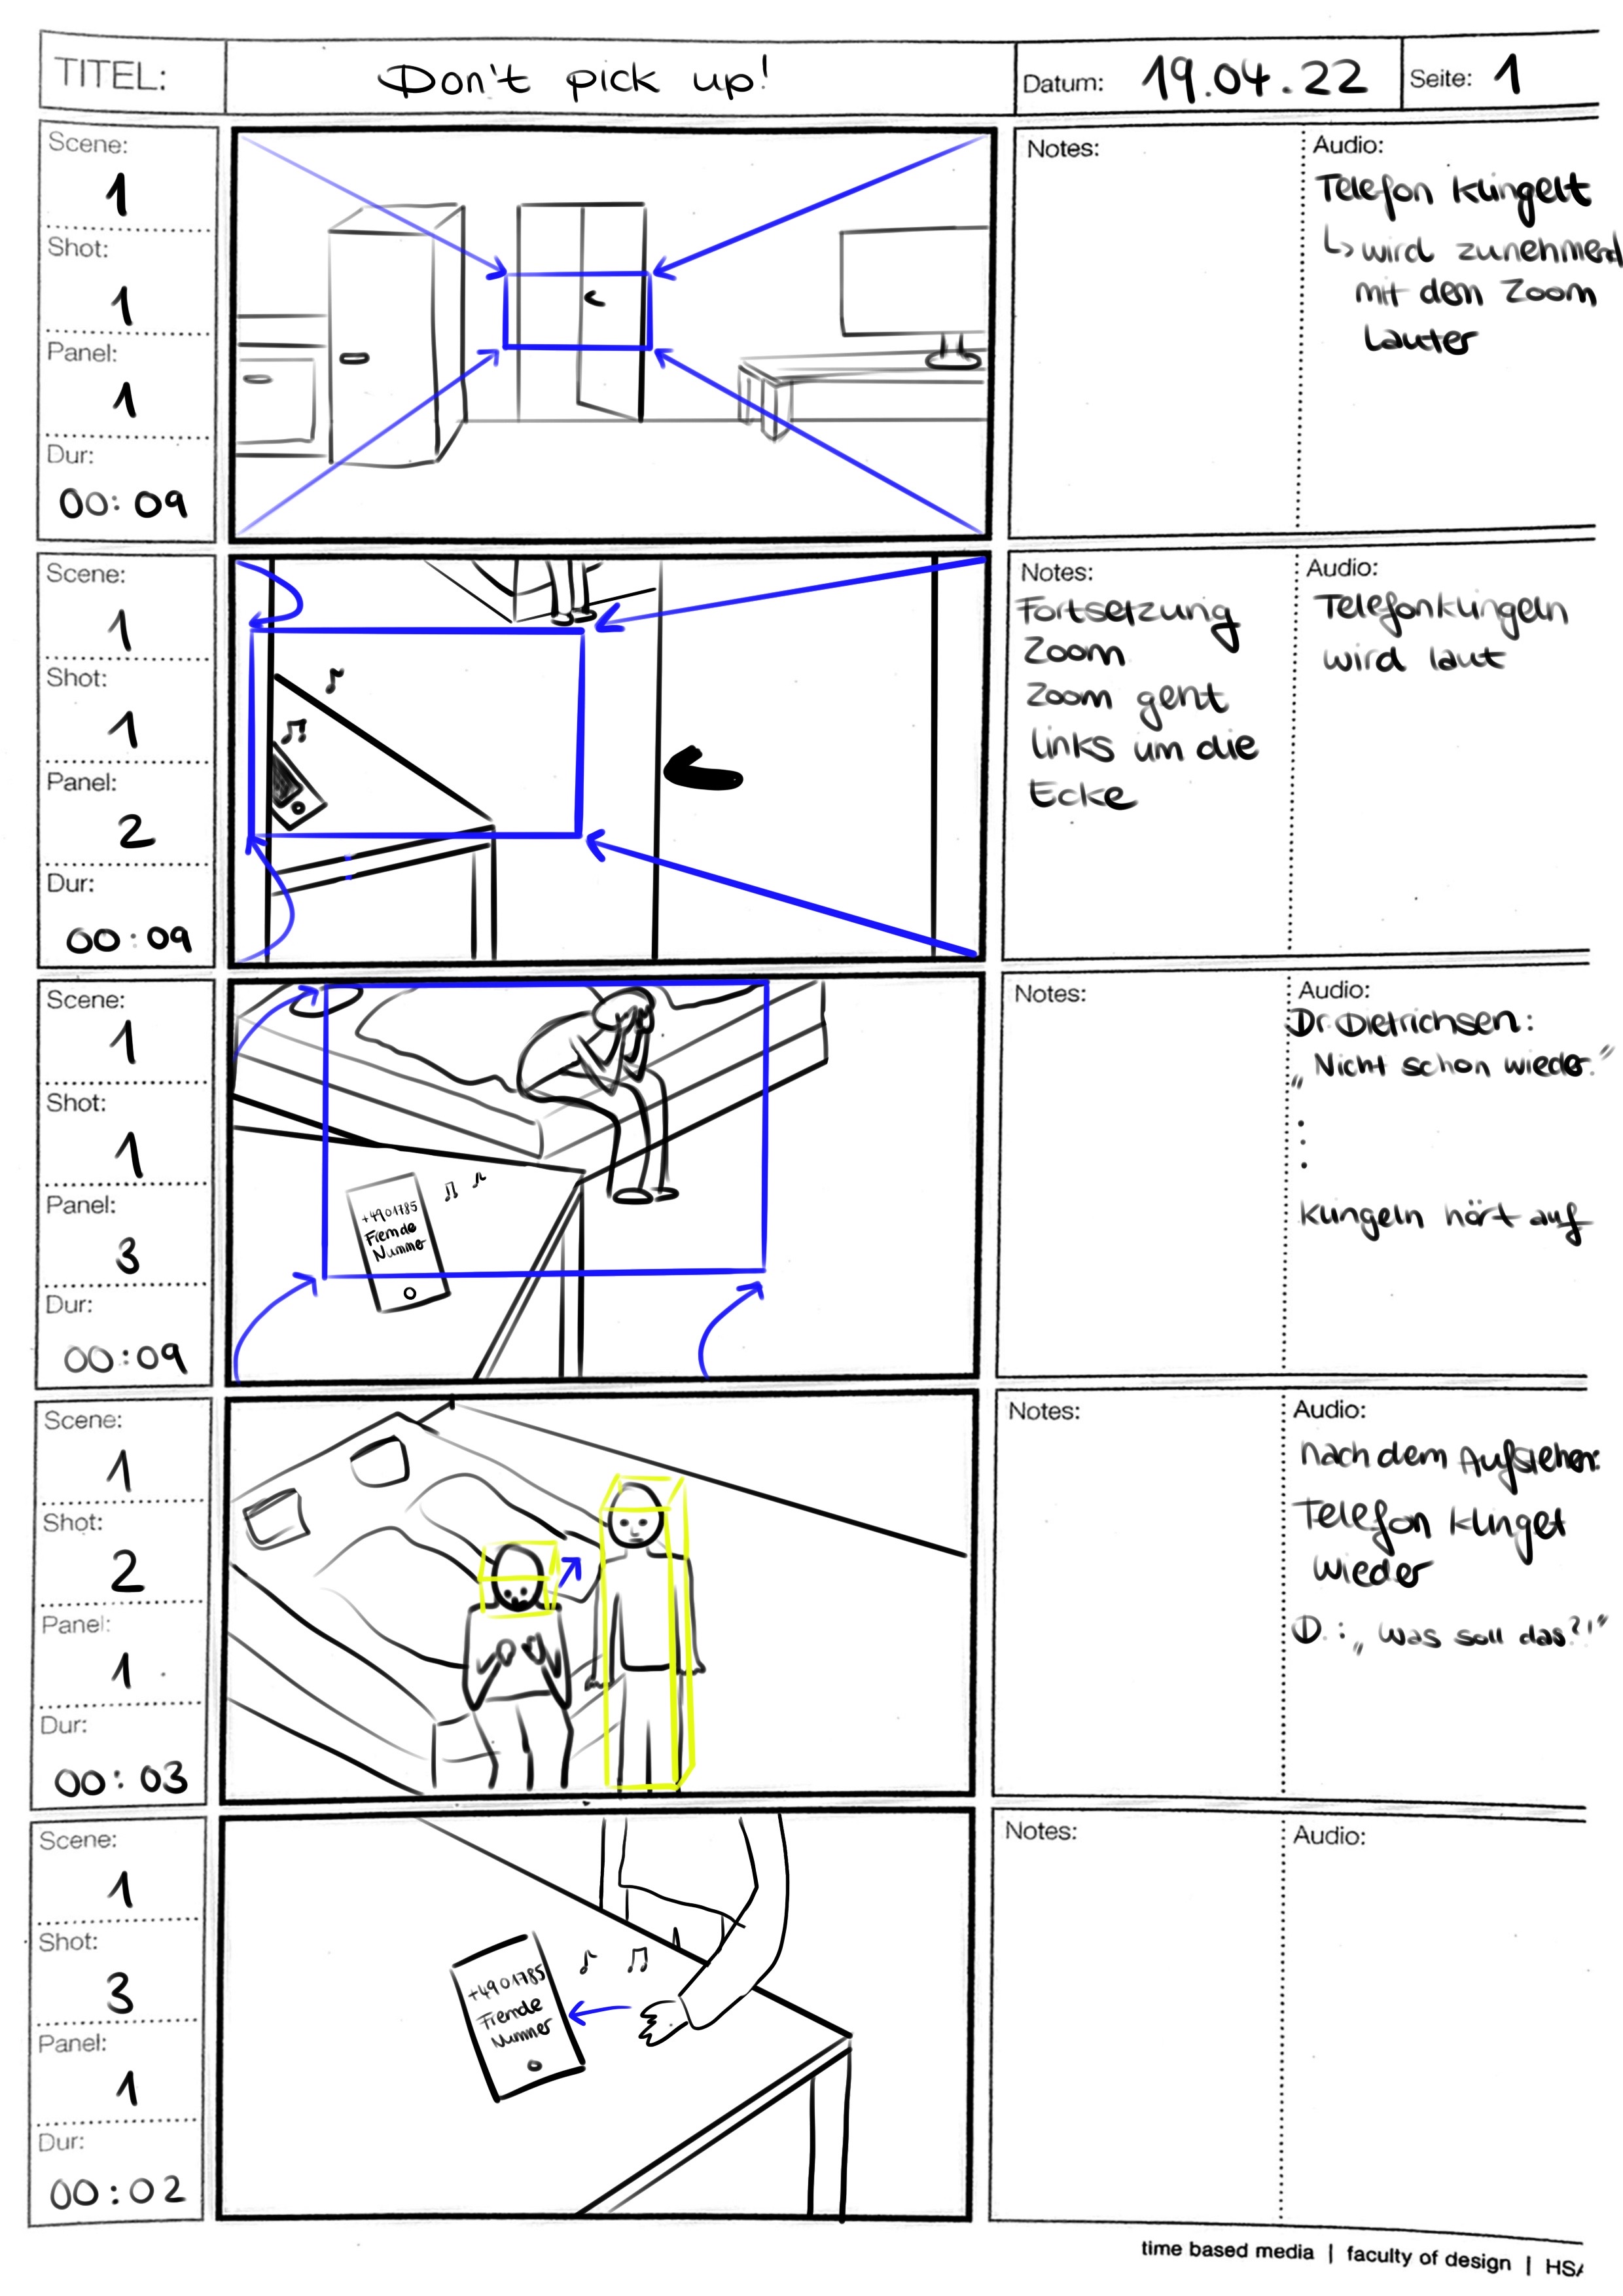 TITEL:
Don't pick up!
Datum: 19.04.22
Seite: 1
Scene:
1
Shot:
1
Panel:
1
Dur:
00:09
Notes:
Audio:
Telefon klingelt
↳ wird zunehmend
mit dem Zoom
lauter
Scene:
1
Shot:
1
Panel:
2
Dur:
00:09
Notes:
Fortsetzung
Zoom
Zoom geht
links um die
Ecke
Audio:
Telefonklingeln
wird laut
Scene:
1
Shot:
1
Panel:
3
Dur:
00:09
+4901785
Fremde
Nummer
Notes:
Audio:
Dr. Dietrichsen:
„Nicht schon wieder."
.
.
.
klingeln hört auf
Scene:
1
Shot:
2
Panel:
1
Dur:
00:03
Notes:
Audio:
nach dem Aufstehen:
Telefon klinget
wieder
D.: „Was soll das?!"
Scene:
1
Shot:
3
Panel:
1
Dur:
00:02
+4901785
Fremde
Nummer
Notes:
Audio:
time based media | faculty of design | HSA